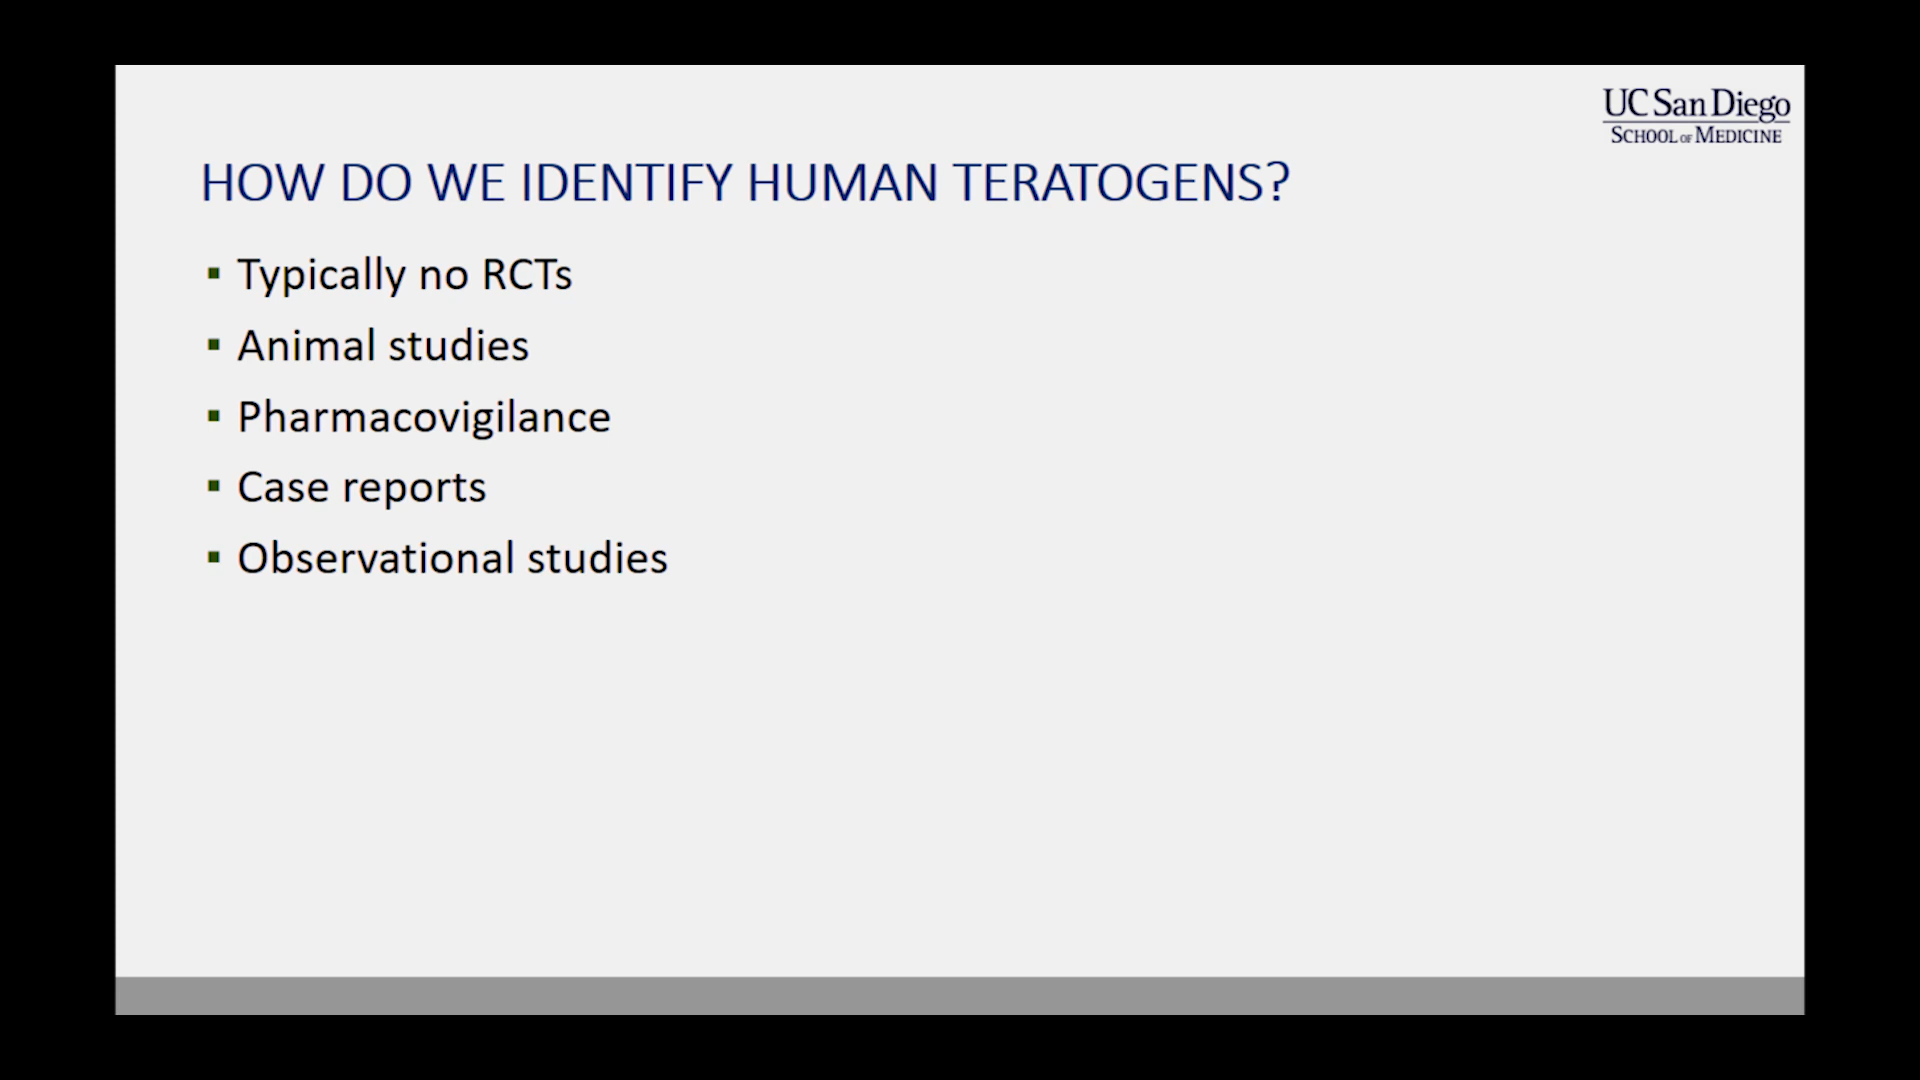 UC San Diego
SCHOOL OF MEDICINE
HOW DO WE IDENTIFY HUMAN TERATOGENS?
▪ Typically no RCTs
▪ Animal studies
▪ Pharmacovigilance
▪ Case reports
▪ Observational studies